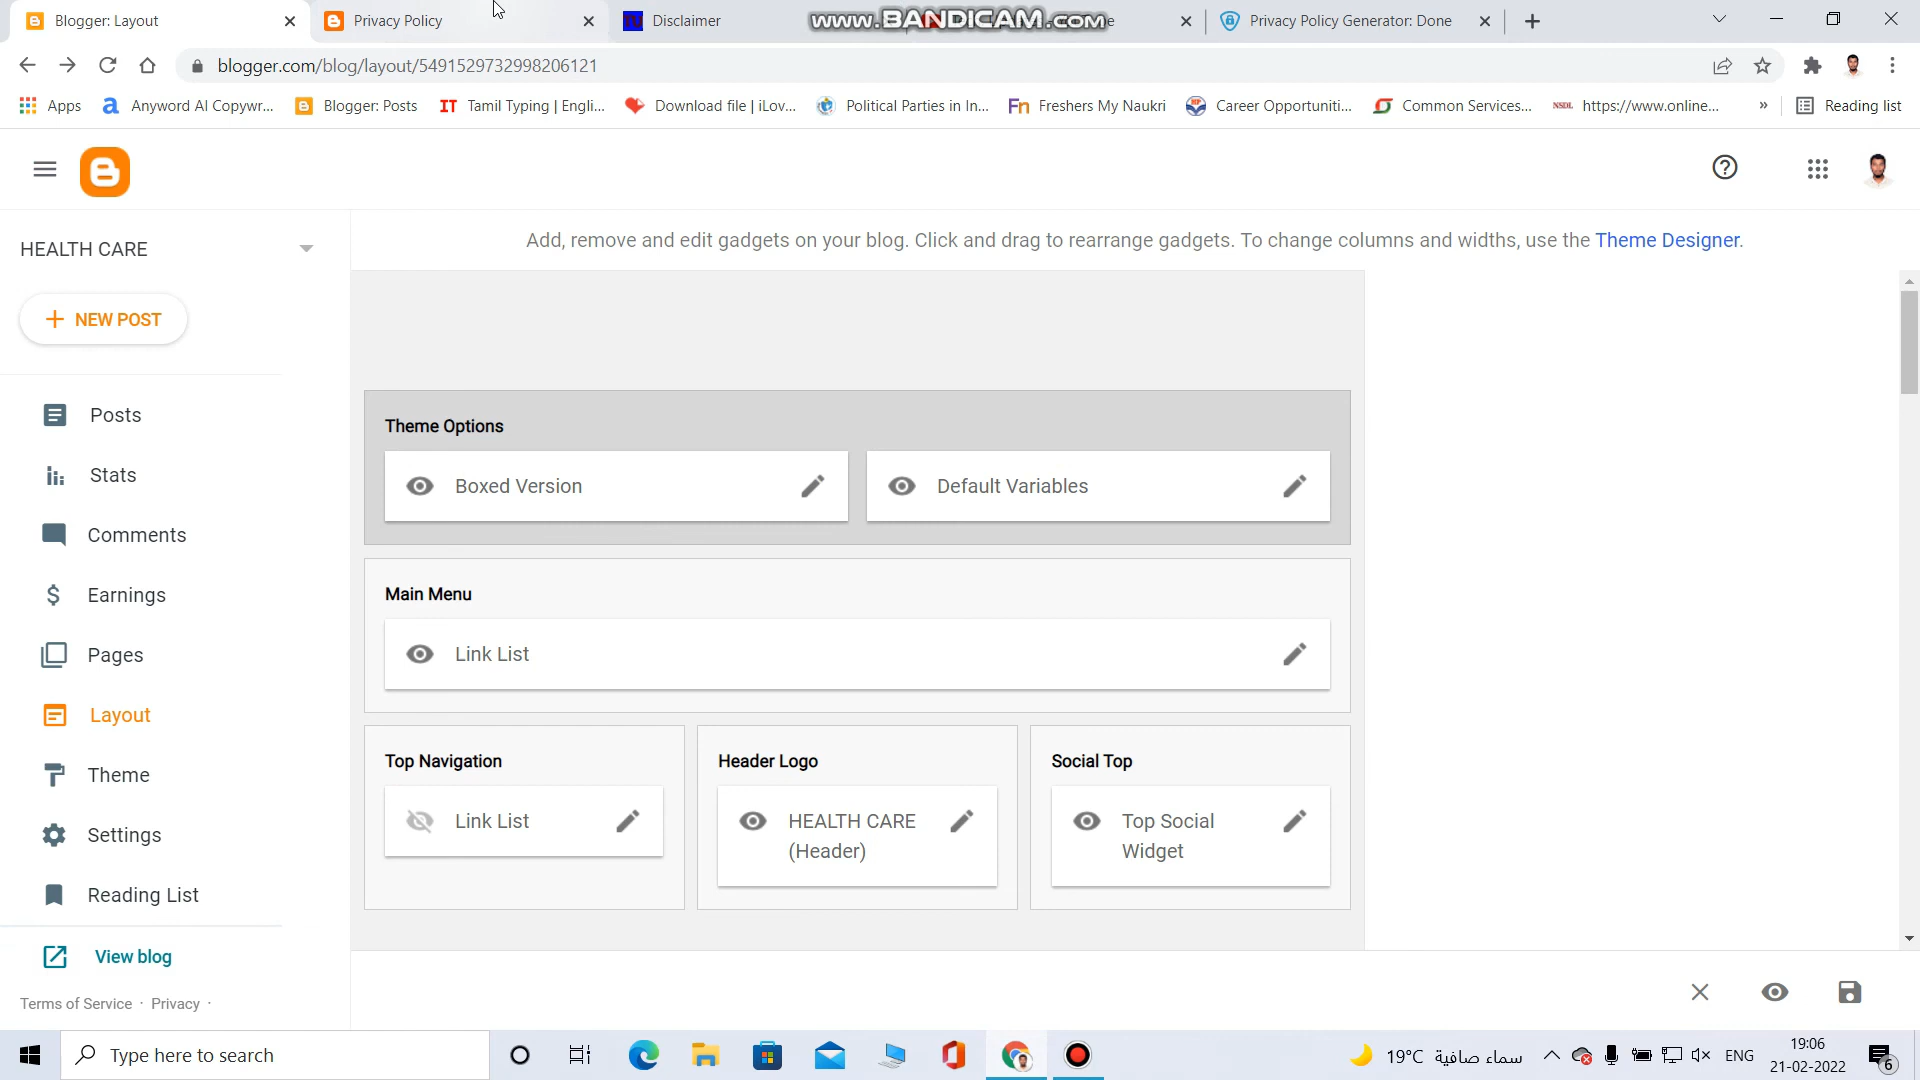 Blogger: Layout
Privacy Policy
Disclaimer
www.BANDICAM.com
Privacy Policy Generator: Done
blogger.com/blog/layout/5491529732998206121
Apps
Anyword AI Copywr...
Blogger: Posts
IT Tamil Typing | Engli...
Download file | iLov...
Political Parties in In...
Fn Freshers My Naukri
Career Opportuniti...
Common Services...
NSDL https://www.online...
»
Reading list
HEALTH CARE
Add, remove and edit gadgets on your blog. Click and drag to rearrange gadgets. To change columns and widths, use the Theme Designer.
+ NEW POST
Posts
Stats
Comments
Earnings
Pages
Layout
Theme
Settings
Reading List
View blog
Terms of Service · Privacy ·
Theme Options
Boxed Version
Default Variables
Main Menu
Link List
Top Navigation
Link List
Header Logo
HEALTH CARE
(Header)
Social Top
Top Social
Widget
Type here to search
19°C سماء صافية
ENG
19:06
21-02-2022
6